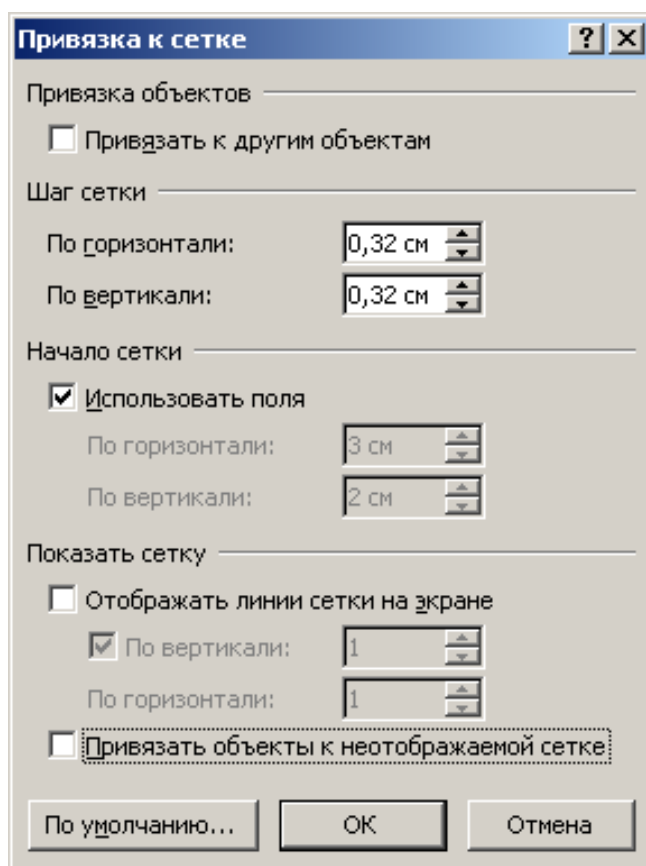 Привязка к сетке
Привязка объектов
Привязать к другим объектам
Шаг сетки
По горизонтали: 0,32 см
По вертикали: 0,32 см
Начало сетки
Использовать поля
По горизонтали: 3 см
По вертикали: 2 см
Показать сетку
Отображать линии сетки на экране
По вертикали: 1
По горизонтали: 1
Привязать объекты к неотображаемой сетке
По умолчанию... ОК Отмена